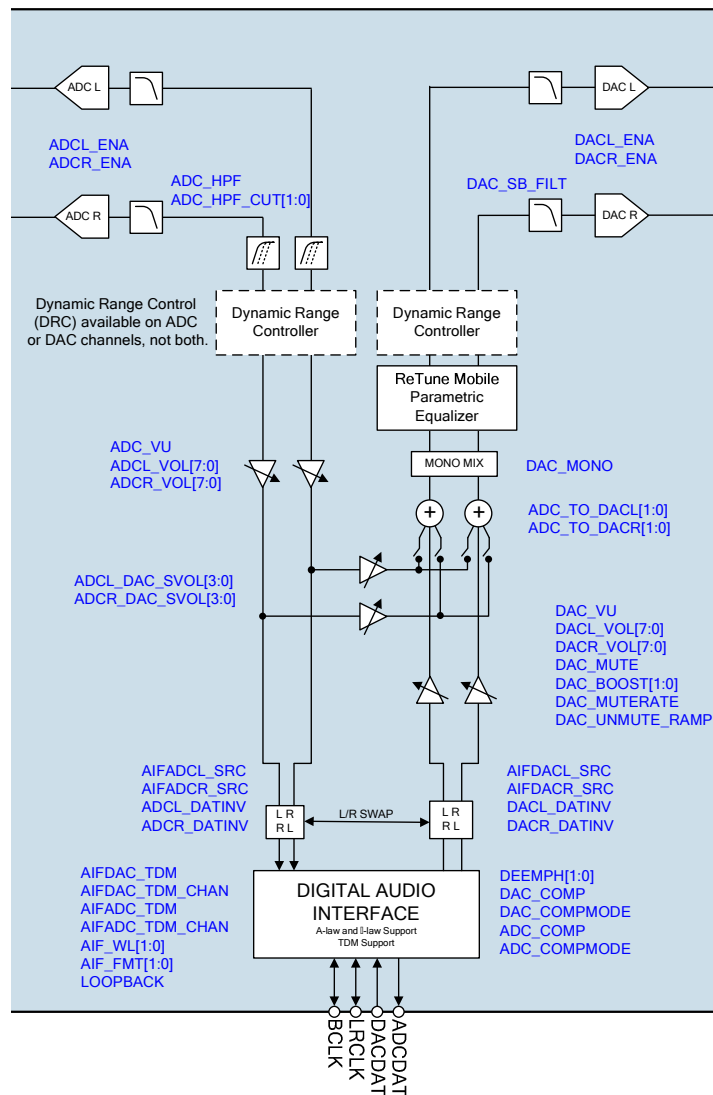 ADC L
DAC L
ADCL_ENA
ADCR_ENA
DACL_ENA
DACR_ENA
ADC_HPF
ADC_HPF_CUT[1:0]
DAC_SB_FILT
ADC R
DAC R
Dynamic Range Control
(DRC) available on ADC
or DAC channels, not both.
Dynamic Range
Controller
Dynamic Range
Controller
ReTune Mobile
Parametric
Equalizer
ADC_VU
ADCL_VOL[7:0]
ADCR_VOL[7:0]
MONO MIX
DAC_MONO
+
+
ADC_TO_DACL[1:0]
ADC_TO_DACR[1:0]
ADCL_DAC_SVOL[3:0]
ADCR_DAC_SVOL[3:0]
DAC_VU
DACL_VOL[7:0]
DACR_VOL[7:0]
DAC_MUTE
DAC_BOOST[1:0]
DAC_MUTERATE
DAC_UNMUTE_RAMP
AIFADCL_SRC
AIFADCR_SRC
ADCL_DATINV
ADCR_DATINV
L R
R L
L/R SWAP
L R
R L
AIFDACL_SRC
AIFDACR_SRC
DACL_DATINV
DACR_DATINV
AIFDAC_TDM
AIFDAC_TDM_CHAN
AIFADC_TDM
AIFADC_TDM_CHAN
AIF_WL[1:0]
AIF_FMT[1:0]
LOOPBACK
DIGITAL AUDIO
INTERFACE
A-law and -law Support
TDM Support
DEEMPH[1:0]
DAC_COMP
DAC_COMPMODE
ADC_COMP
ADC_COMPMODE
BCLK
LRCLK
DACDAT
ADCDAT